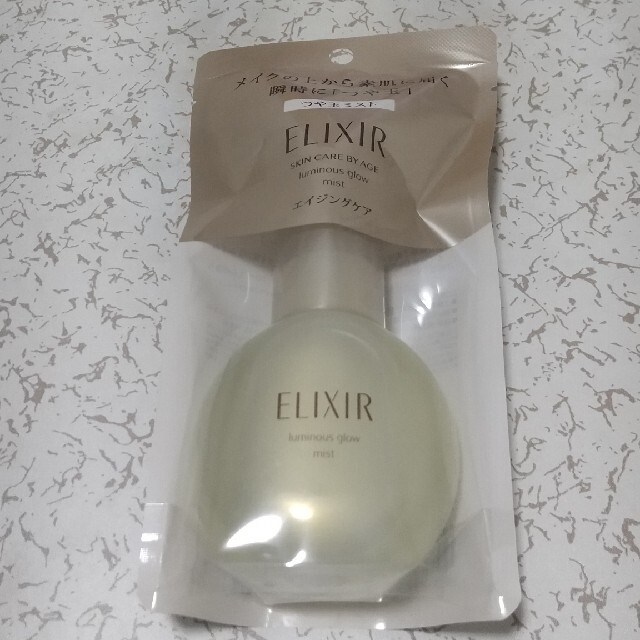 メイクの上から素肌に届く
瞬時につやも!
つや玉ミスト
ELIXIR
SKIN CARE BY AGE
luminous glow
mist
エイジングケア
ELIXIR
luminous glow
mist